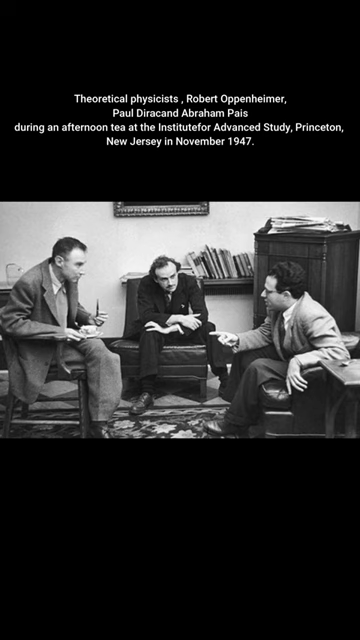 Theoretical physicists , Robert Oppenheimer,
Paul Diracand Abraham Pais
during an afternoon tea at the Institutefor Advanced Study, Princeton,
New Jersey in November 1947.